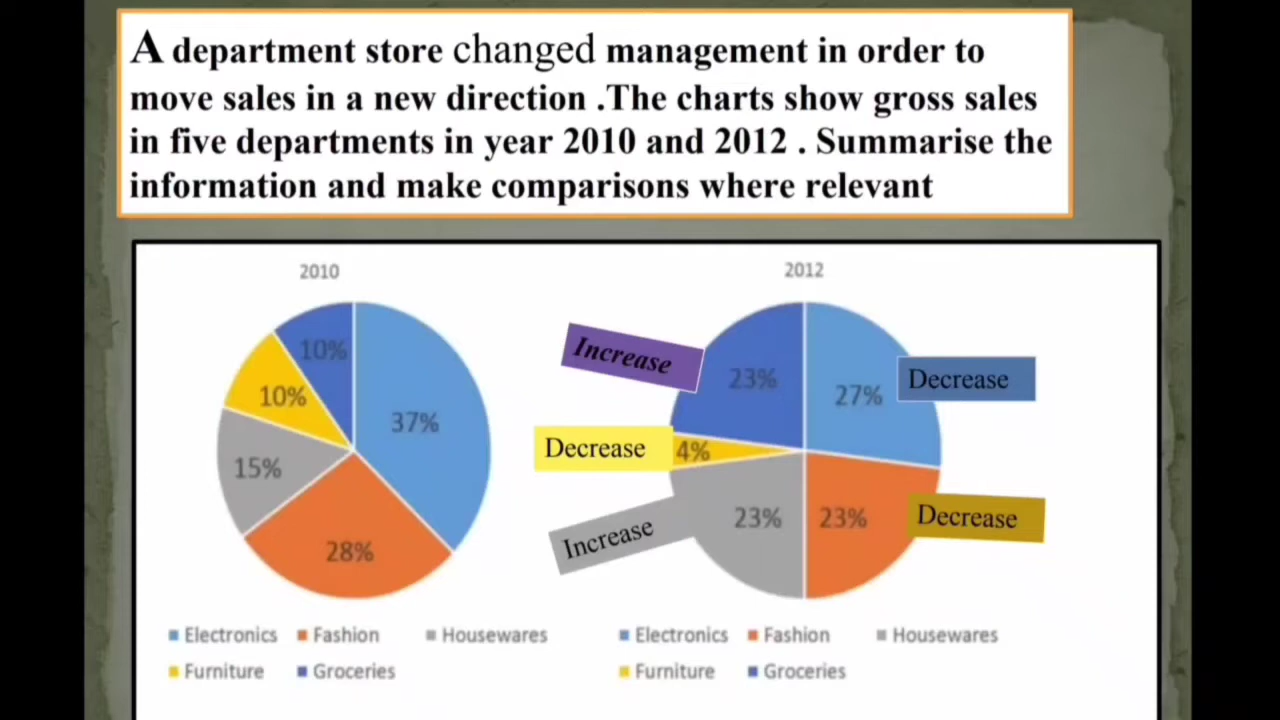 A department store changed management in order to
move sales in a new direction .The charts show gross sales
in five departments in year 2010 and 2012 . Summarise the
information and make comparisons where relevant
2010
10%
10%
37%
15%
28%
Electronics Fashion Housewares
Furniture Groceries
2012
Increase
23%
27%
Decrease
Decrease
4%
Increase
23%
23%
Decrease
Electronics Fashion Housewares
Furniture Groceries